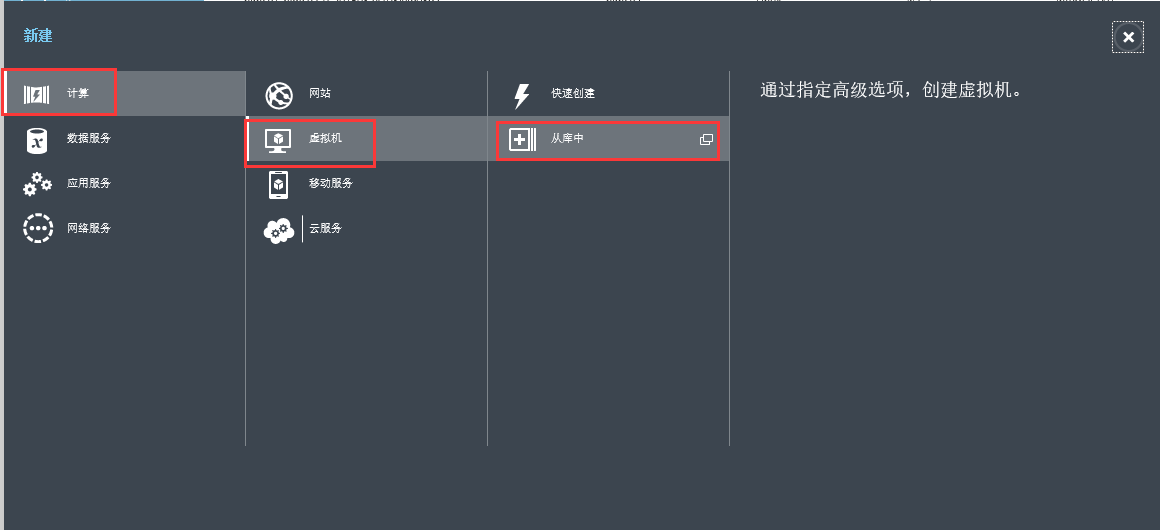 新建
计算
数据服务
应用服务
网络服务
网站
虚拟机
移动服务
云服务
快速创建
从库中
通过指定高级选项，创建虚拟机。